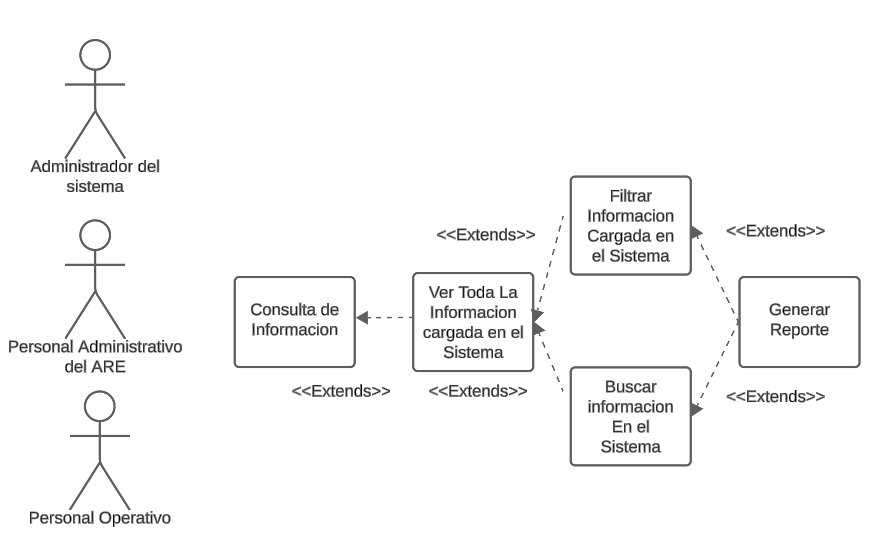 Administrador del
sistema
Personal Administrativo
del ARE
Personal Operativo
Consulta de
Informacion
<<Extends>>
Ver Toda La
Informacion
cargada en el
Sistema
<<Extends>>
<<Extends>>
Filtrar
Informacion
Cargada en
el Sistema
Buscar
informacion
En el
Sistema
<<Extends>>
Generar
Reporte
<<Extends>>